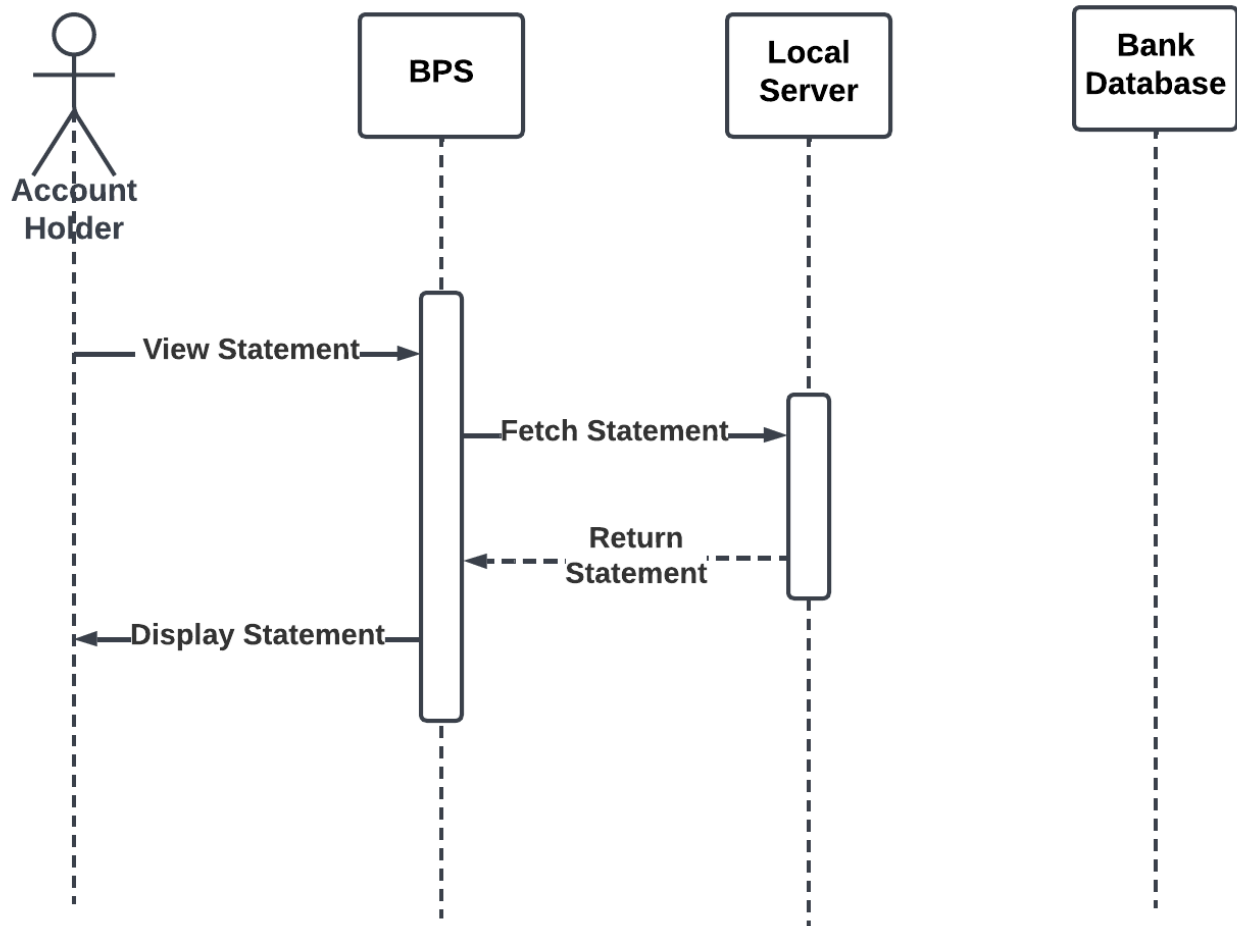 BPS
Local
Server
Bank
Database
Account
Holder
View Statement
Fetch Statement
Return
Statement
Display Statement